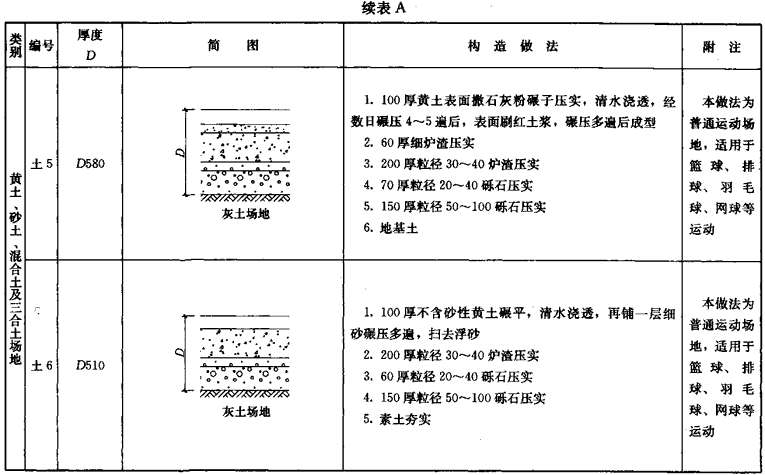 续表 A
类别
编号
厚度
D
简 图
构 造 做 法
附 注
黄土、砂土、混合土及三合土场地
土5
D580
D
灰土场地
1. 100 厚黄土表面撒石灰粉碾子压实，清水浇透，经
数日碾压 4～5 遍后，表面刷红土浆，碾压多遍后成型
2. 60 厚细炉渣压实
3. 200 厚粒径 30～40 炉渣压实
4. 70 厚粒径 20～40 砾石压实
5. 150 厚粒径 50～100 砾石压实
6. 地基土
本做法为
普通运动场
地，适用于
篮 球、 排
球、 羽 毛
球、网球等
运动
土6
D510
D
灰土场地
1. 100 厚不含砂性黄土碾平，清水浇透，再铺一层细
砂碾压多遍，扫去浮砂
2. 200 厚粒径 30～40 炉渣压实
3. 60 厚粒径 20～40 砾石压实
4. 150 厚粒径 50～100 砾石压实
5. 素土夯实
本做法为
普通运动场
地，适用于
篮 球、 排
球、 羽 毛
球、网球等
运动